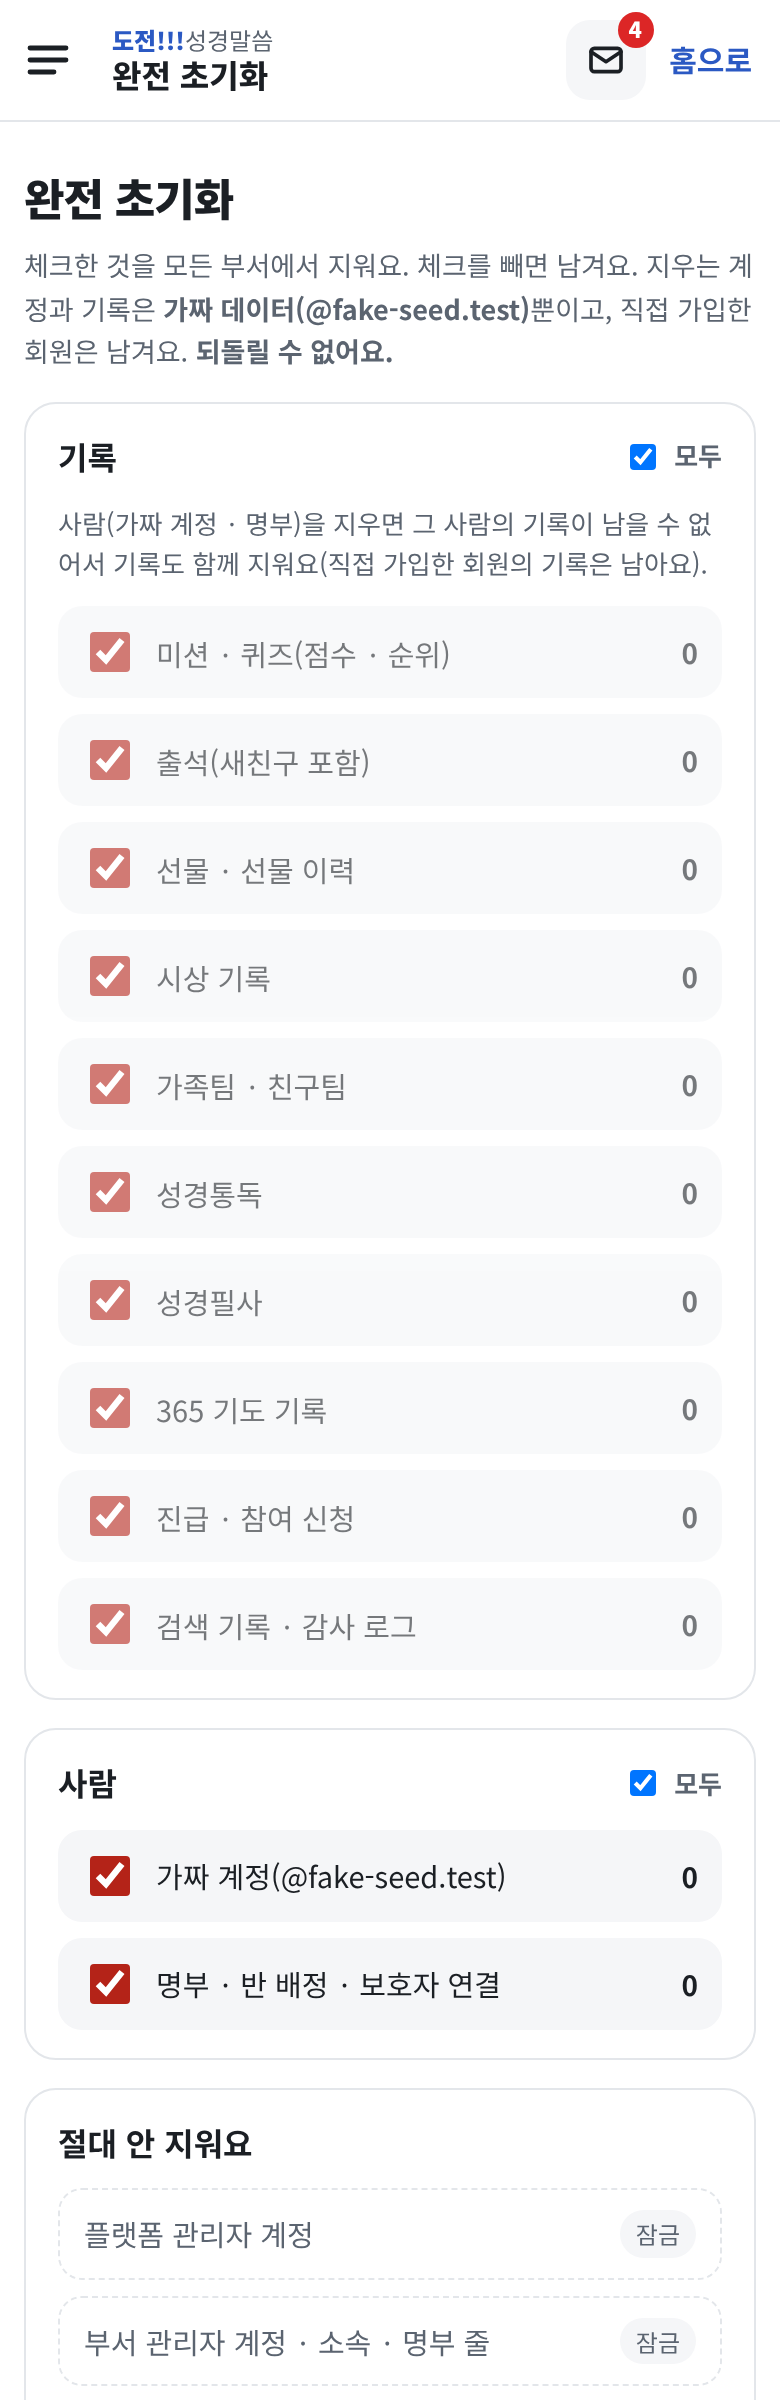 도전!!!성경말씀
완전 초기화
4
홈으로
완전 초기화
체크한 것을 모든 부서에서 지워요. 체크를 빼면 남겨요. 지우는 계
정과 기록은 가짜 데이터(@fake-seed.test)뿐이고, 직접 가입한
회원은 남겨요. 되돌릴 수 없어요.
기록
모두
사람(가짜 계정 · 명부)을 지우면 그 사람의 기록이 남을 수 없
어서 기록도 함께 지워요(직접 가입한 회원의 기록은 남아요).
미션 · 퀴즈(점수 · 순위) 0
출석(새친구 포함) 0
선물 · 선물 이력 0
시상 기록 0
가족팀 · 친구팀 0
성경통독 0
성경필사 0
365 기도 기록 0
진급 · 참여 신청 0
검색 기록 · 감사 로그 0
사람
모두
가짜 계정(@fake-seed.test) 0
명부 · 반 배정 · 보호자 연결 0
절대 안 지워요
플랫폼 관리자 계정 잠금
부서 관리자 계정 · 소속 · 명부 줄 잠금